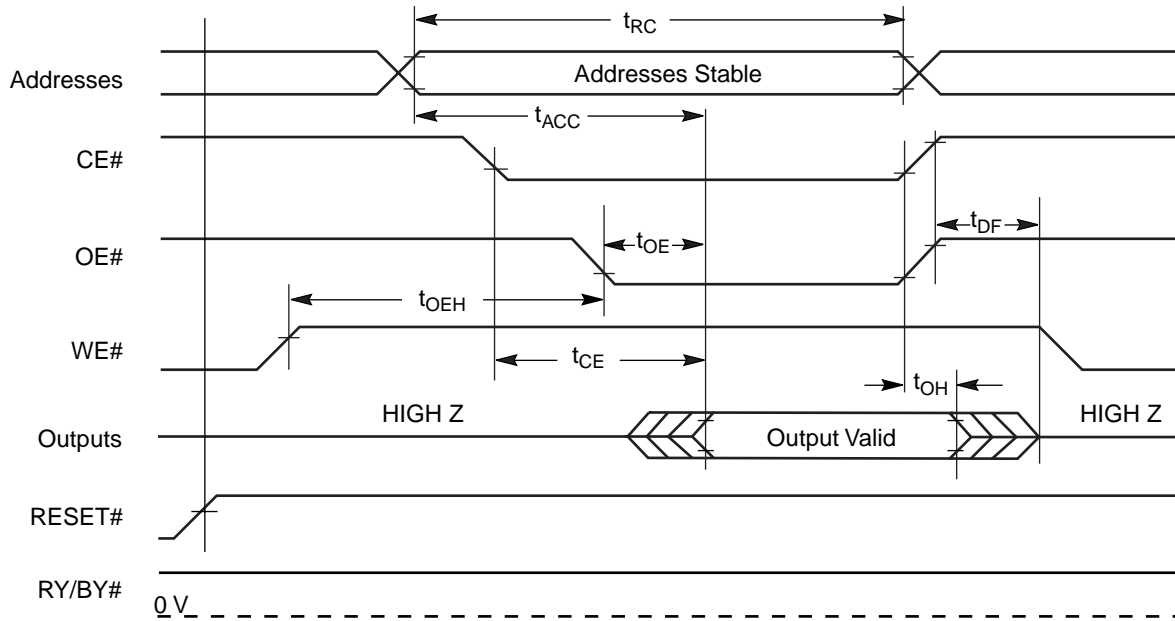 tRC
Addresses
Addresses Stable
tACC
CE#
tDF
OE#
tOE
tOEH
WE#
tCE
tOH
HIGH Z
HIGH Z
Outputs
Output Valid
RESET#
RY/BY#
0 V